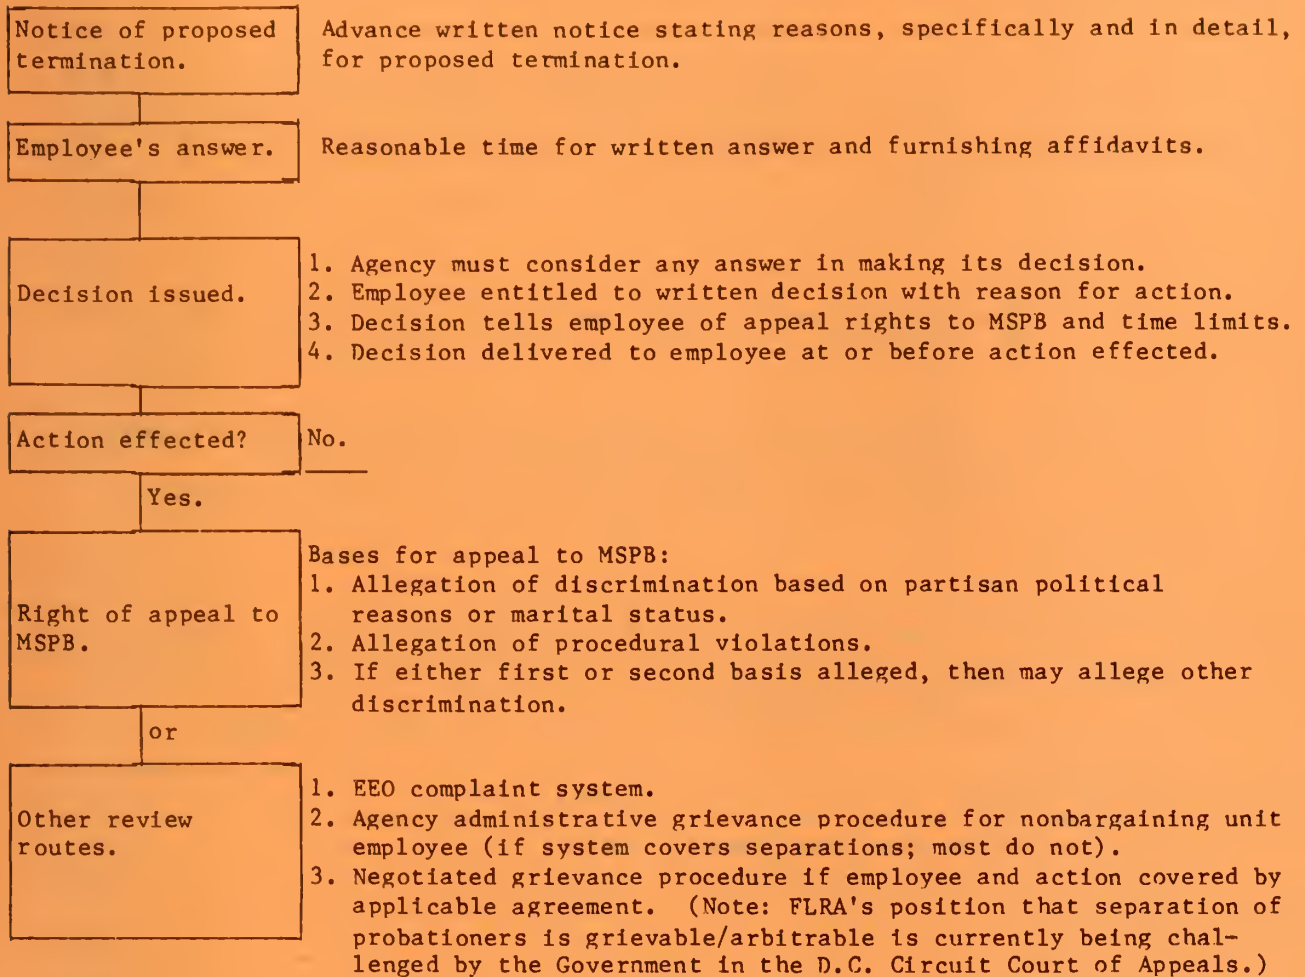 Notice of proposed termination.
Advance written notice stating reasons, specifically and in detail,
for proposed termination.
Employee's answer.
Reasonable time for written answer and furnishing affidavits.
Decision issued.
1. Agency must consider any answer in making its decision.
2. Employee entitled to written decision with reason for action.
3. Decision tells employee of appeal rights to MSPB and time limits.
4. Decision delivered to employee at or before action effected.
Action effected?
No.
Yes.
Right of appeal to
MSPB.
Bases for appeal to MSPB:
1. Allegation of discrimination based on partisan political
reasons or marital status.
2. Allegation of procedural violations.
3. If either first or second basis alleged, then may allege other
discrimination.
or
Other review
routes.
1. EEO complaint system.
2. Agency administrative grievance procedure for nonbargaining unit
employee (if system covers separations; most do not).
3. Negotiated grievance procedure if employee and action covered by
applicable agreement. (Note: FLRA's position that separation of
probationers is grievable/arbitrable is currently being chal-
lenged by the Government in the D.C. Circuit Court of Appeals.)